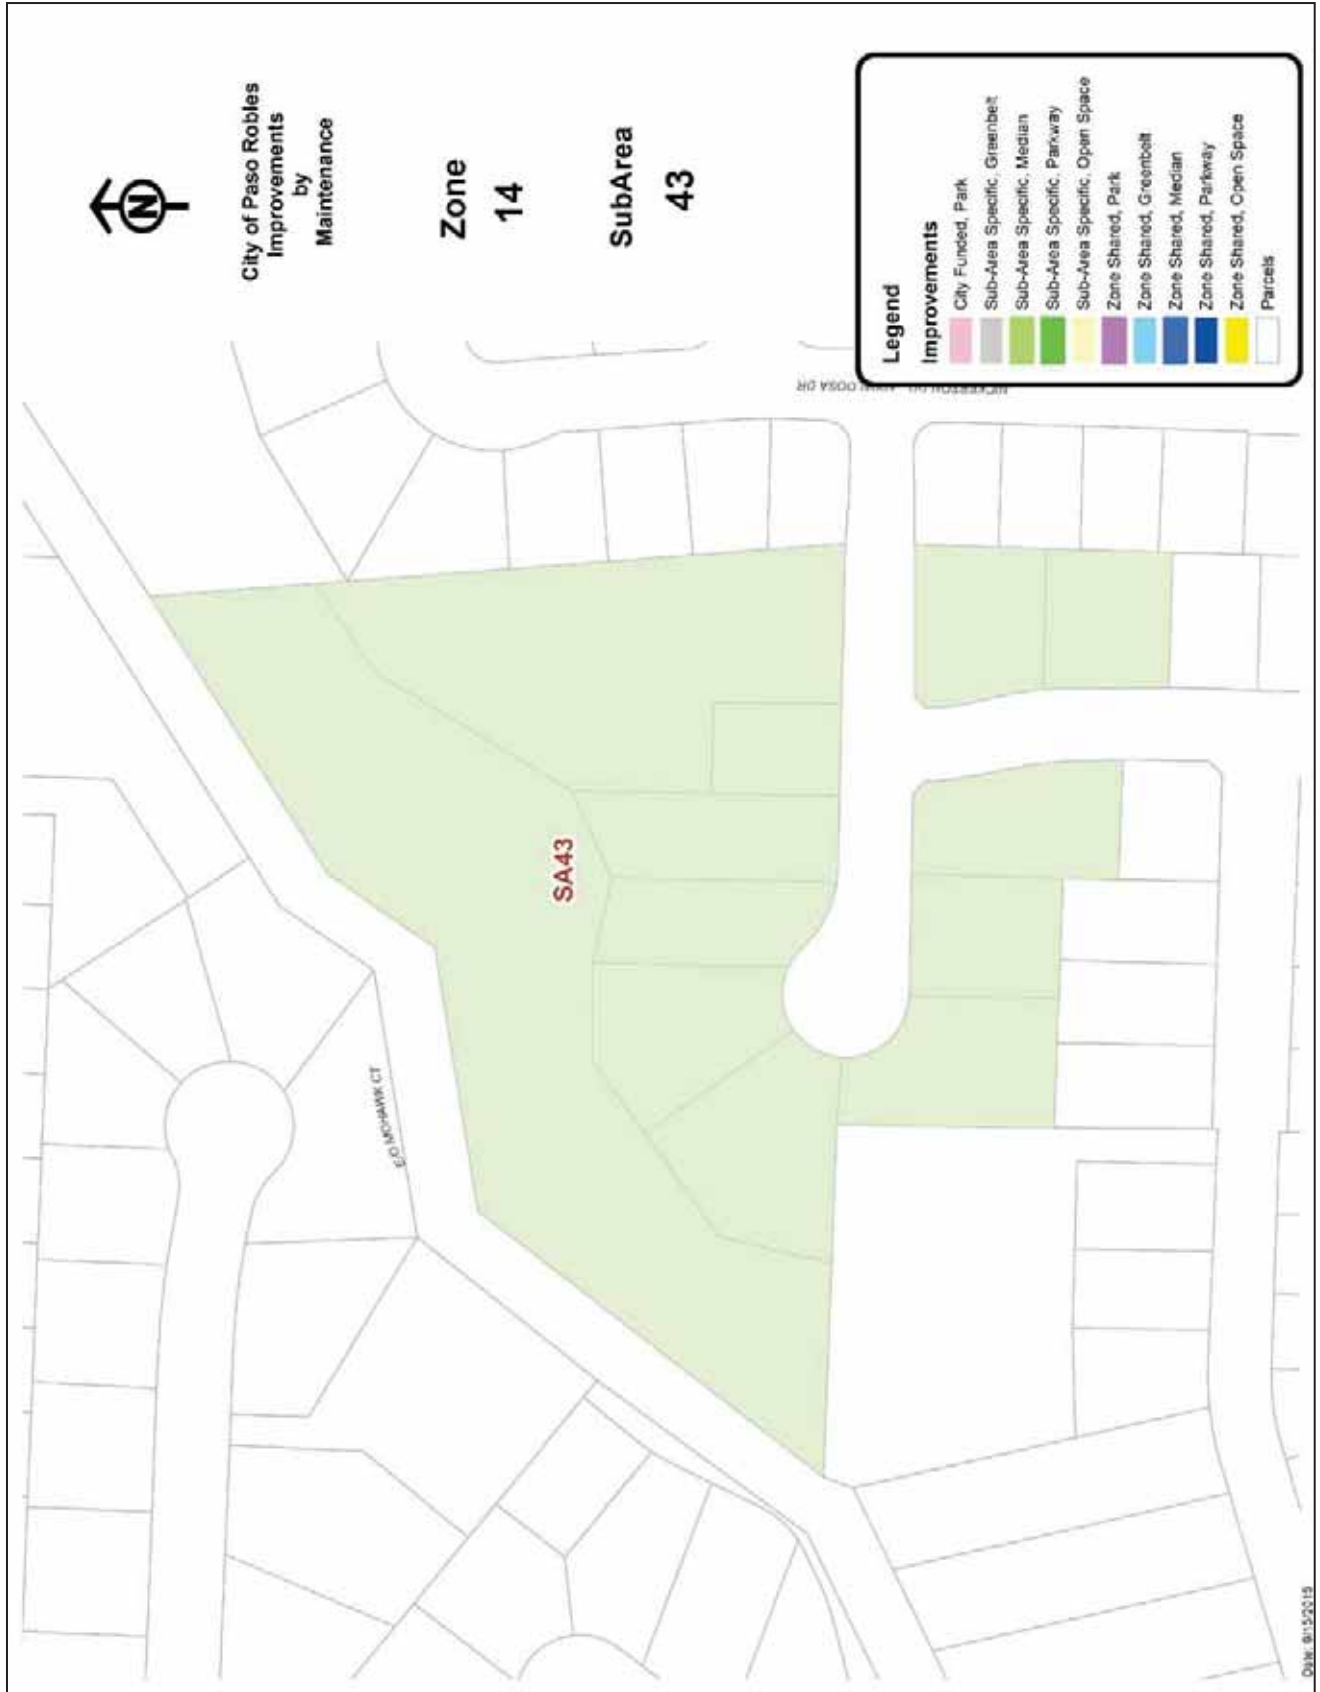 City of Paso Robles
Improvements
by
Maintenance
Zone
14
SubArea
43
N
SA43
E/O MOHAWK CT
DR
Legend
Improvements
City Funded, Park
Sub-Area Specific, Greenbelt
Sub-Area Specific, Median
Sub-Area Specific, Parkway
Sub-Area Specific, Open Space
Zone Shared, Park
Zone Shared, Greenbelt
Zone Shared, Median
Zone Shared, Parkway
Zone Shared, Open Space
Parcels
Date: